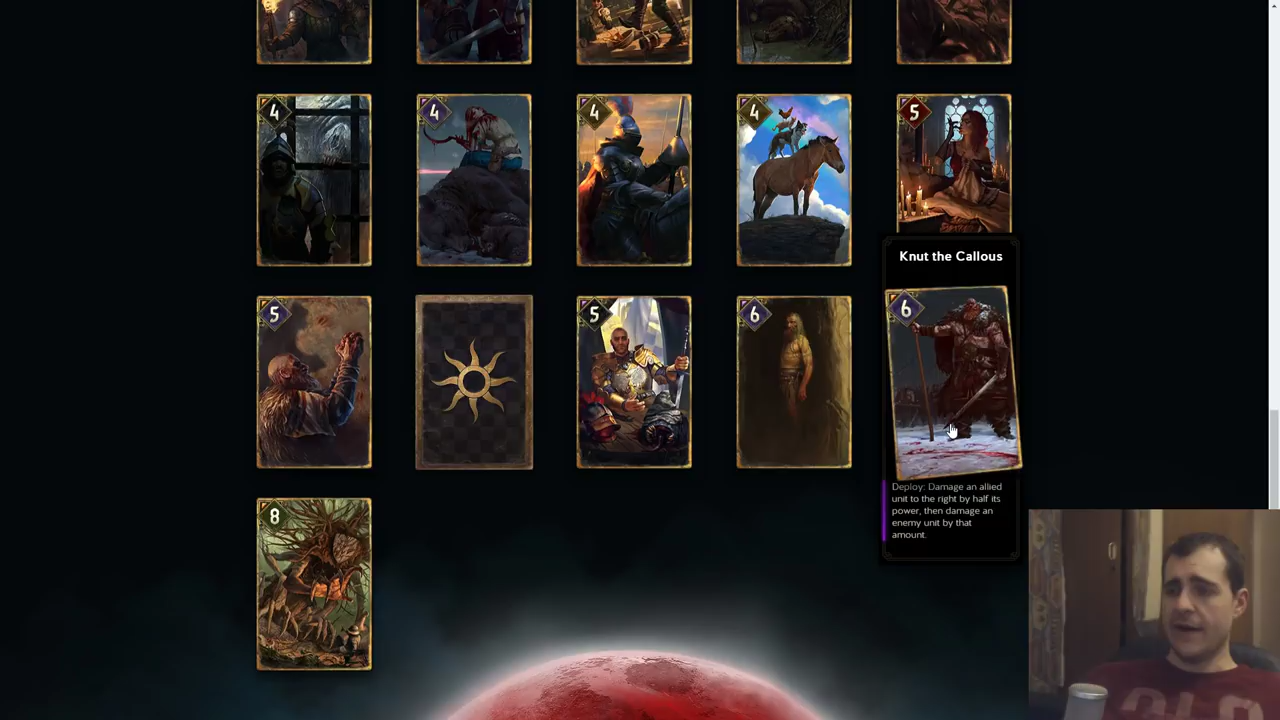 4
4
4
4
5
Knut the Callous
5
5
6
6
Deploy: Damage an allied
unit to the right by half its
power, then damage an
enemy unit by that
amount.
8